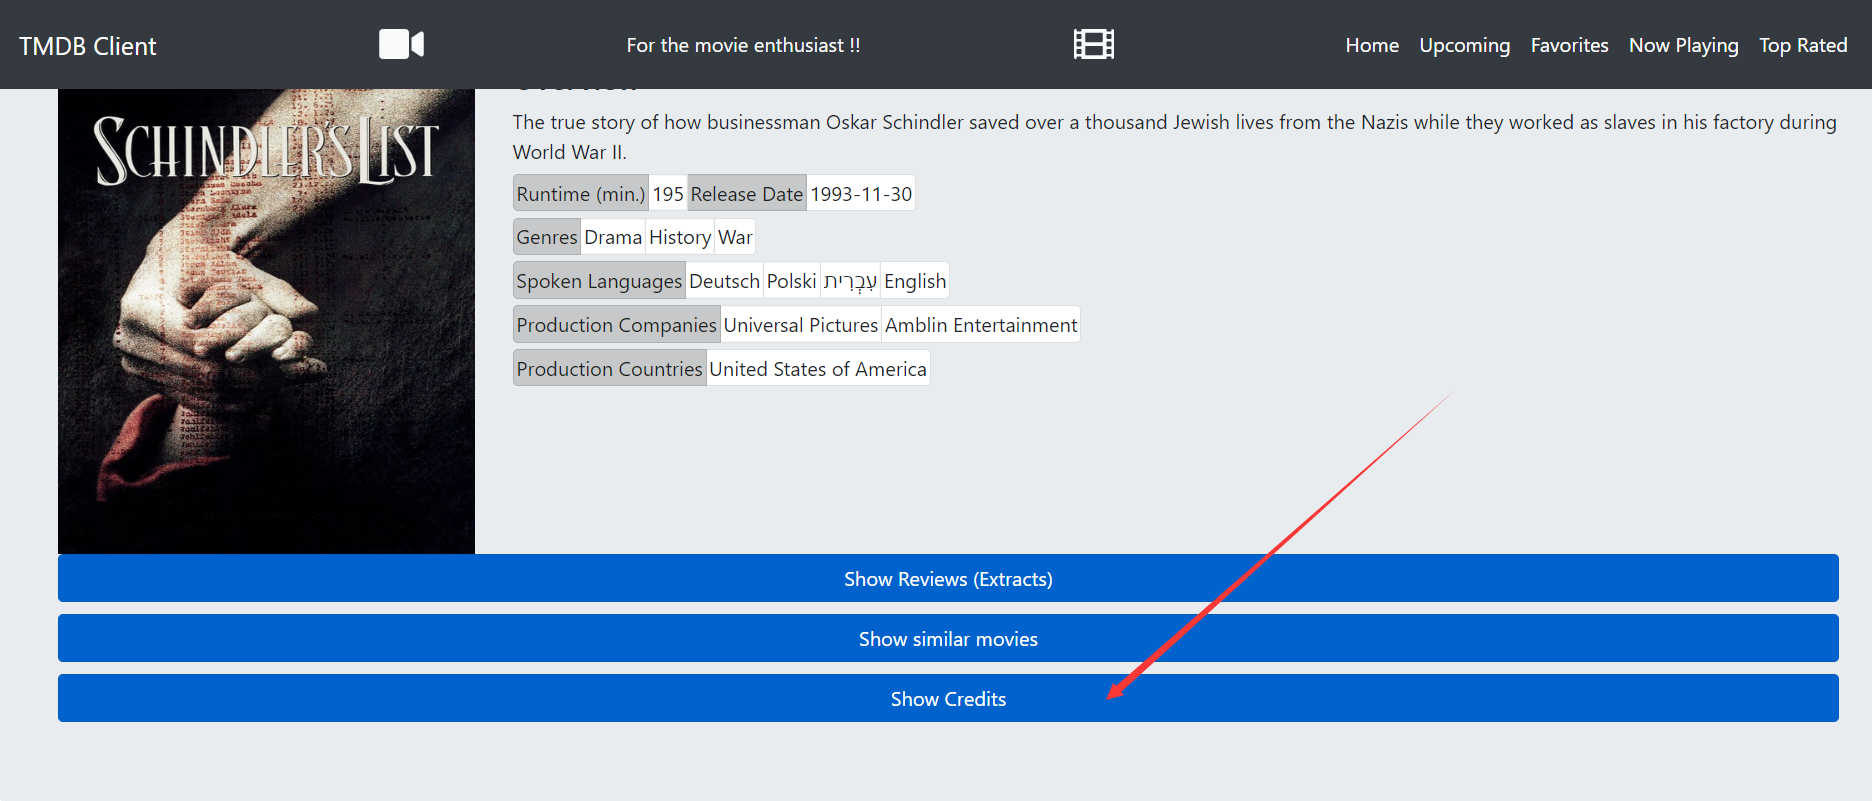 TMDB Client For the movie enthusiast !! Home Upcoming Favorites Now Playing Top Rated
SCHINDLER'S LIST
The true story of how businessman Oskar Schindler saved over a thousand Jewish lives from the Nazis while they worked as slaves in his factory during
World War II.
Runtime (min.) 195 Release Date 1993-11-30
Genres Drama History War
Spoken Languages Deutsch Polski עִבְרִית English
Production Companies Universal Pictures Amblin Entertainment
Production Countries United States of America
Show Reviews (Extracts)
Show similar movies
Show Credits